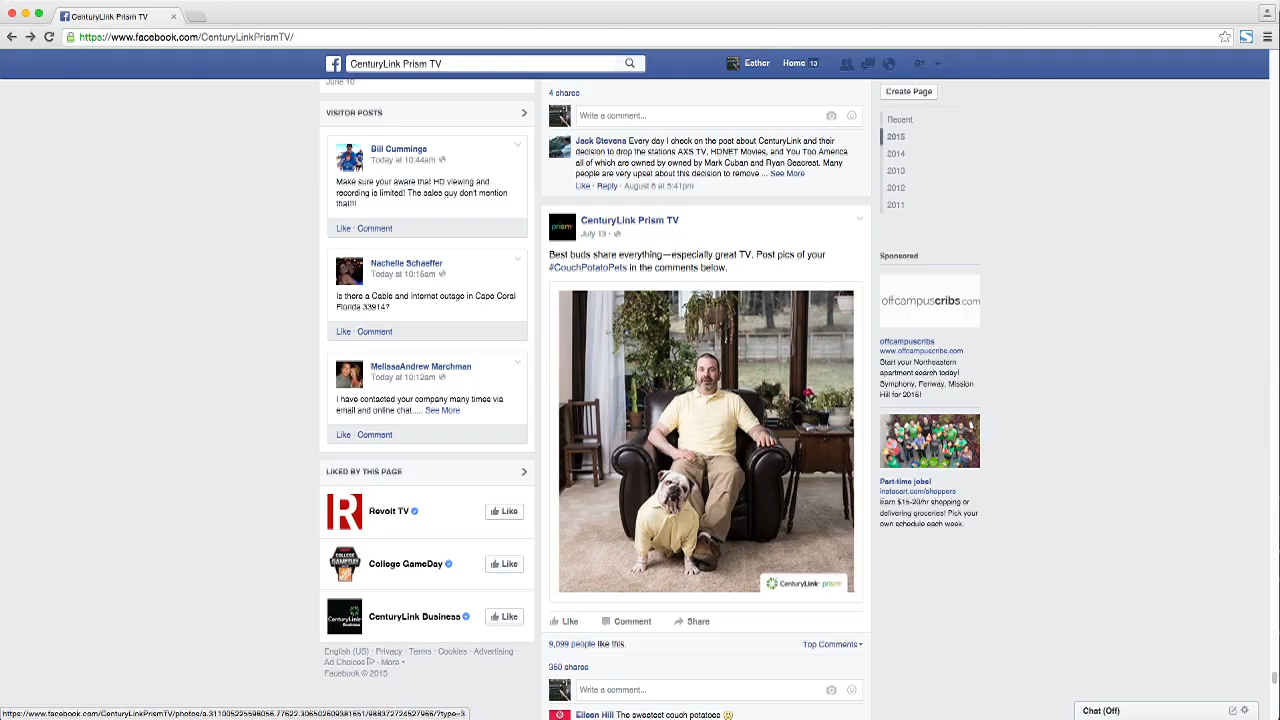 CenturyLink Prism TV
https://www.facebook.com/CenturyLinkPrismTV/
CenturyLink Prism TV
Esther
Home 13
June 10
VISITOR POSTS
Bill Cummings
Today at 10:44am
Make sure your aware that HD viewing and
recording is limited! The sales guy don't mention
that!!!
Like · Comment
Nachelle Schaeffer
Today at 10:15am
Is there a Cable and Internet outage in Cape Coral
Florida 33914?
Like · Comment
MelissaAndrew Marchman
Today at 10:12am
I have contacted your company many times via
email and online chat..... See More
Like · Comment
LIKED BY THIS PAGE
Revolt TV
Like
College GameDay
Like
CenturyLink Business
Like
English (US) · Privacy · Terms · Cookies · Advertising ·
Ad Choices · More
Facebook © 2015
4 shares
Write a comment...
Jack Stevens Every day I check on the post about CenturyLink and their
decision to drop the stations AXS TV, HDNET Movies, and You Too America
all of which are owned by owned by Mark Cuban and Ryan Seacrest. Many
people are very upset about this decision to remove ... See More
Like · Reply · August 6 at 5:41pm
prism
CenturyLink Prism TV
July 13 ·
Best buds share everything—especially great TV. Post pics of your
#CouchPotatoPets in the comments below.
CenturyLink prism
Like
Comment
Share
9,099 people like this.
Top Comments
350 shares
Write a comment...
Eileen Hill The sweetest couch potatoes
Create Page
Recent
2015
2014
2013
2012
2011
Sponsored
offcampuscribs.com
offcampuscribs
www.offcampuscribs.com
Start your Northeastern
apartment search today!
Symphony, Fenway, Mission
Hill for 2016!
Part-time jobs!
instacart.com/shoppers
Earn $15-20/hr shopping or
delivering groceries! Pick your
own schedule each week.
Chat (Off)